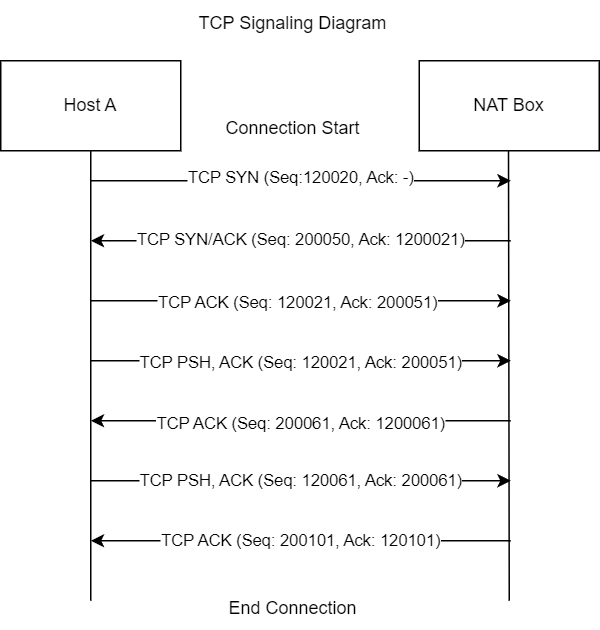 TCP Signaling Diagram
Host A
NAT Box
Connection Start
TCP SYN (Seq:120020, Ack: -)
TCP SYN/ACK (Seq: 200050, Ack: 1200021)
TCP ACK (Seq: 120021, Ack: 200051)
TCP PSH, ACK (Seq: 120021, Ack: 200051)
TCP ACK (Seq: 200061, Ack: 1200061)
TCP PSH, ACK (Seq: 120061, Ack: 200061)
TCP ACK (Seq: 200101, Ack: 120101)
End Connection